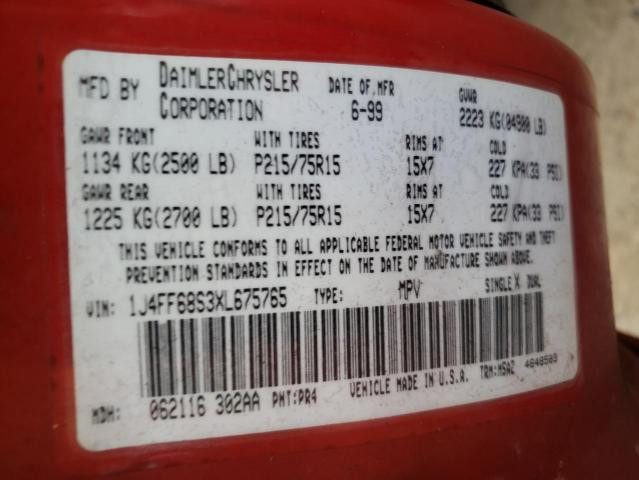 MFD BY DAIMLERCHRYSLER CORPORATION DATE OF MFR 6-99 GVWR 2223 KG(04900 LB)
GAWR FRONT WITH TIRES RIMS AT COLD
1134 KG(2500 LB) P215/75R15 15X7 227 KPA(33 PSI)
GAWR REAR WITH TIRES RIMS AT COLD
1225 KG(2700 LB) P215/75R15 15X7 227 KPA(33 PSI)
THIS VEHICLE CONFORMS TO ALL APPLICABLE FEDERAL MOTOR VEHICLE SAFETY AND THEFT
PREVENTION STANDARDS IN EFFECT ON THE DATE OF MANUFACTURE SHOWN ABOVE.
VIN: 1J4FF68S3XL675765 TYPE: MPV SINGLE X DUAL
MDH: 062116 302AA PNT:PR4 VEHICLE MADE IN U.S.A. TRM:MSAZ 4648503